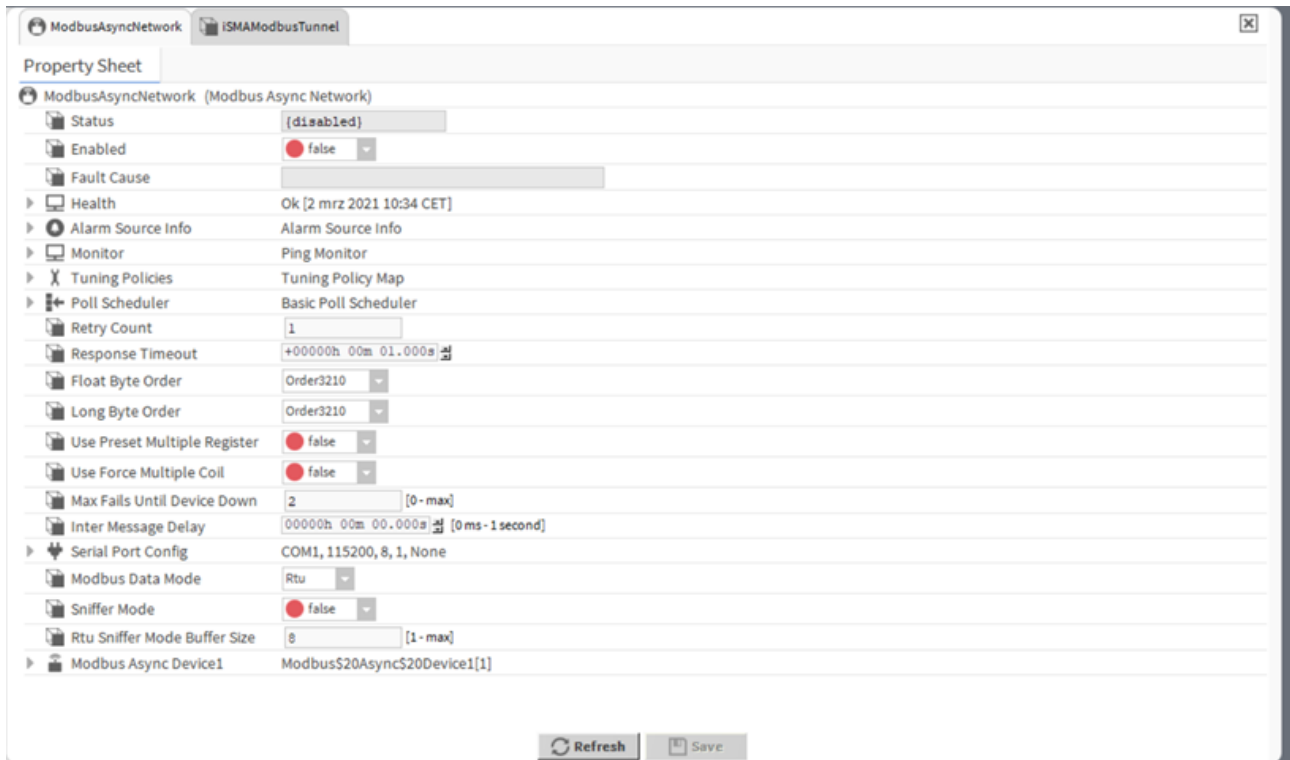 ModbusAsyncNetwork iSMAModbusTunnel
Property Sheet
ModbusAsyncNetwork (Modbus Async Network)
Status {disabled}
Enabled false
Fault Cause
Health Ok [2 mrz 2021 10:34 CET]
Alarm Source Info Alarm Source Info
Monitor Ping Monitor
Tuning Policies Tuning Policy Map
Poll Scheduler Basic Poll Scheduler
Retry Count 1
Response Timeout +00000h 00m 01.000s
Float Byte Order Order3210
Long Byte Order Order3210
Use Preset Multiple Register false
Use Force Multiple Coil false
Max Fails Until Device Down 2 [0 - max]
Inter Message Delay 00000h 00m 00.000s [0 ms - 1 second]
Serial Port Config COM1, 115200, 8, 1, None
Modbus Data Mode Rtu
Sniffer Mode false
Rtu Sniffer Mode Buffer Size 8 [1 - max]
Modbus Async Device1 Modbus$20Async$20Device1[1]
Refresh Save